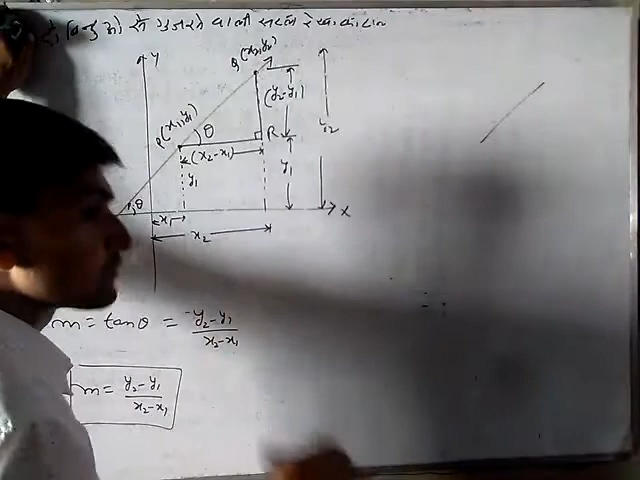 दो बिन्दुओं से गुजरने वाली सरल रेखा का ढाल
y
Q(x₂,y₂)
P(x₁,y₁)
θ
(y₂-y₁)
y₂
R
(x₂-x₁)
y₁
y₁
θ
x₁
X
x₂
m = tanθ = y₂-y₁ / x₂-x₁
m = y₂-y₁ / x₂-x₁